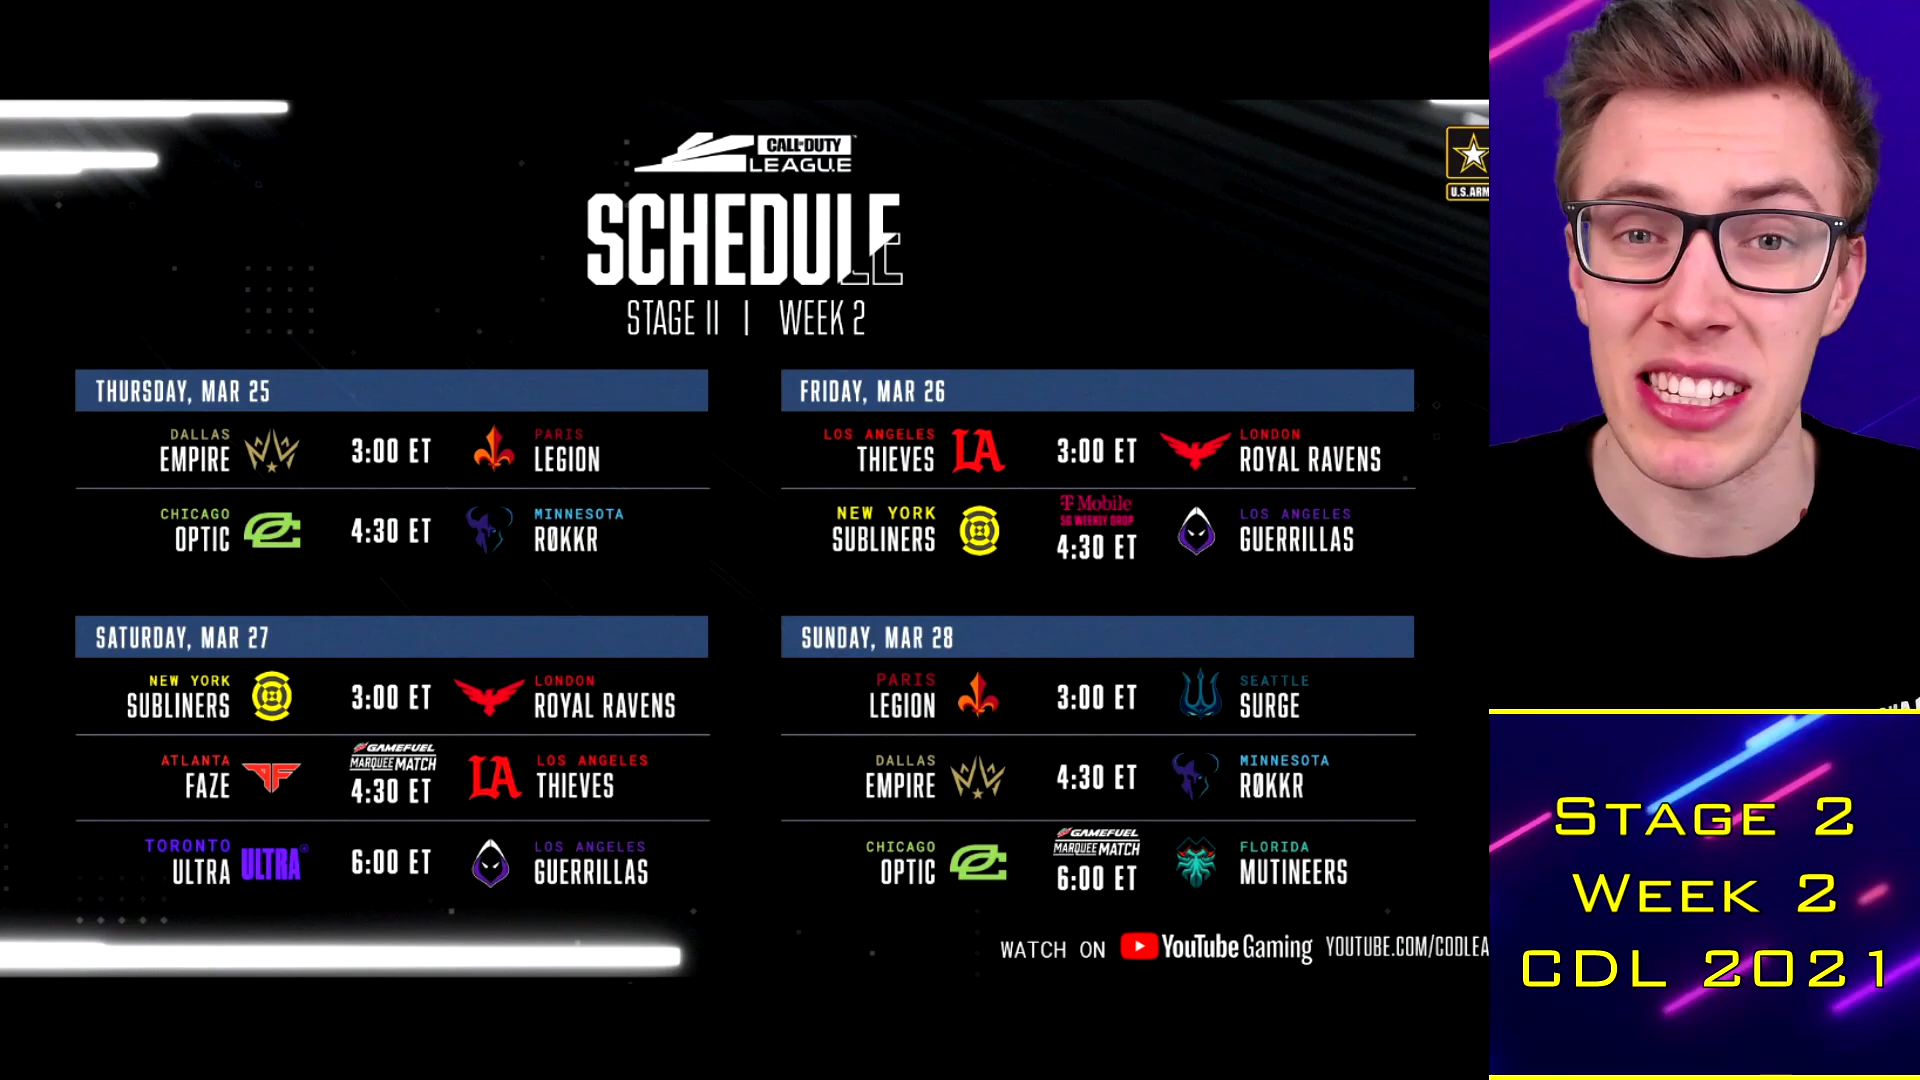 CALL OF DUTY
LEAGUE
SCHEDULE
STAGE II | WEEK 2
U.S. ARM
THURSDAY, MAR 25
DALLAS EMPIRE 3:00 ET PARIS LEGION
CHICAGO OPTIC 4:30 ET MINNESOTA RØKKR
FRIDAY, MAR 26
LOS ANGELES THIEVES LA 3:00 ET LONDON ROYAL RAVENS
T Mobile
5G WEEKLY DROP
NEW YORK SUBLINERS 4:30 ET LOS ANGELES GUERRILLAS
SATURDAY, MAR 27
NEW YORK SUBLINERS 3:00 ET LONDON ROYAL RAVENS
GAMEFUEL
MARQUEE MATCH
ATLANTA FAZE 4:30 ET LA LOS ANGELES THIEVES
TORONTO ULTRA ULTRA 6:00 ET LOS ANGELES GUERRILLAS
SUNDAY, MAR 28
PARIS LEGION 3:00 ET SEATTLE SURGE
DALLAS EMPIRE 4:30 ET MINNESOTA RØKKR
GAMEFUEL
MARQUEE MATCH
CHICAGO OPTIC 6:00 ET FLORIDA MUTINEERS
WATCH ON YouTube Gaming YOUTUBE.COM/CODLEA
STAGE 2
WEEK 2
CDL 2021